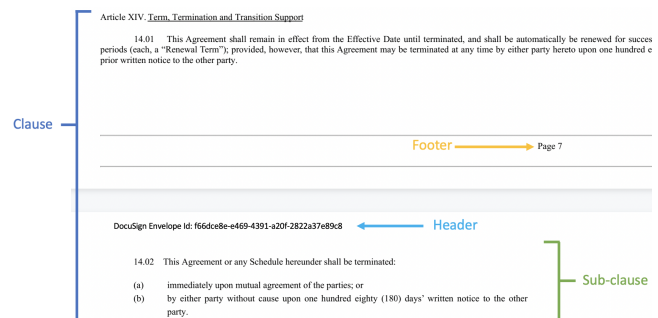 Article XIV. Term, Termination and Transition Support
14.01 This Agreement shall remain in effect from the Effective Date until terminated, and shall be automatically be renewed for
periods (each, a “Renewal Term”); provided, however, that this Agreement may be terminated at any time by either party hereto upon one hundred
prior written notice to the other party.
Clause
Footer
Page 7
DocuSign Envelope Id: f66dce8e-e469-4391-a20f-2822a37e89c8
Header
14.02 This Agreement or any Schedule hereunder shall be terminated:
Sub-clause
(a) immediately upon mutual agreement of the parties; or
(b) by either party without cause upon one hundred eighty (180) days’ written notice to the other
party.